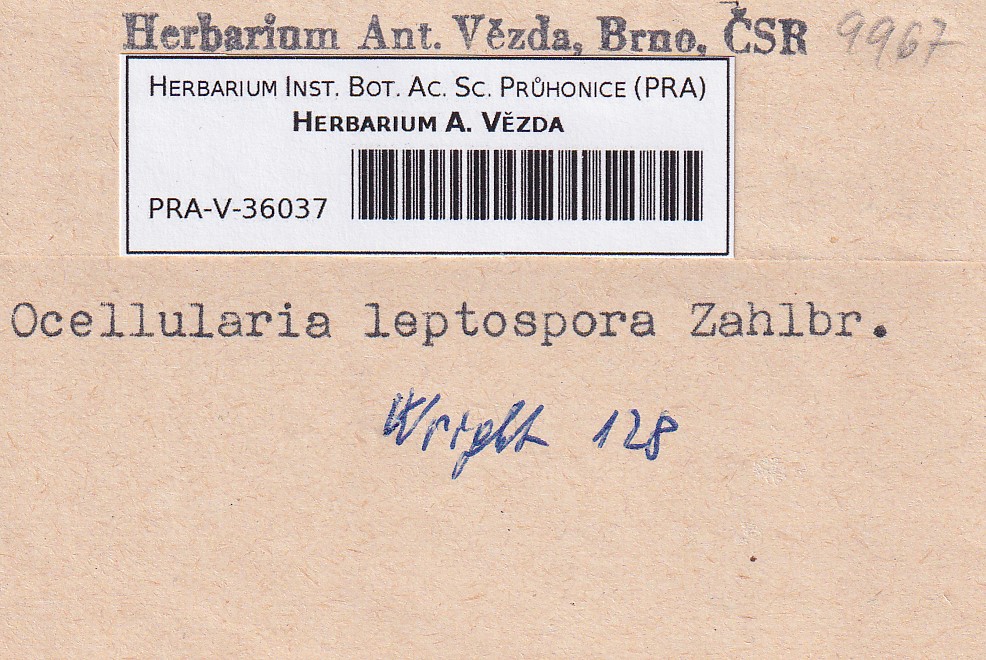 Herbarium Ant. Vězda, Brno, ČSR 9967
HERBARIUM INST. BOT. AC. SC. PRŮHONICE (PRA)
HERBARIUM A. VĚZDA
PRA-V-36037
Ocellularia leptospora Zahlbr.
Wright 128